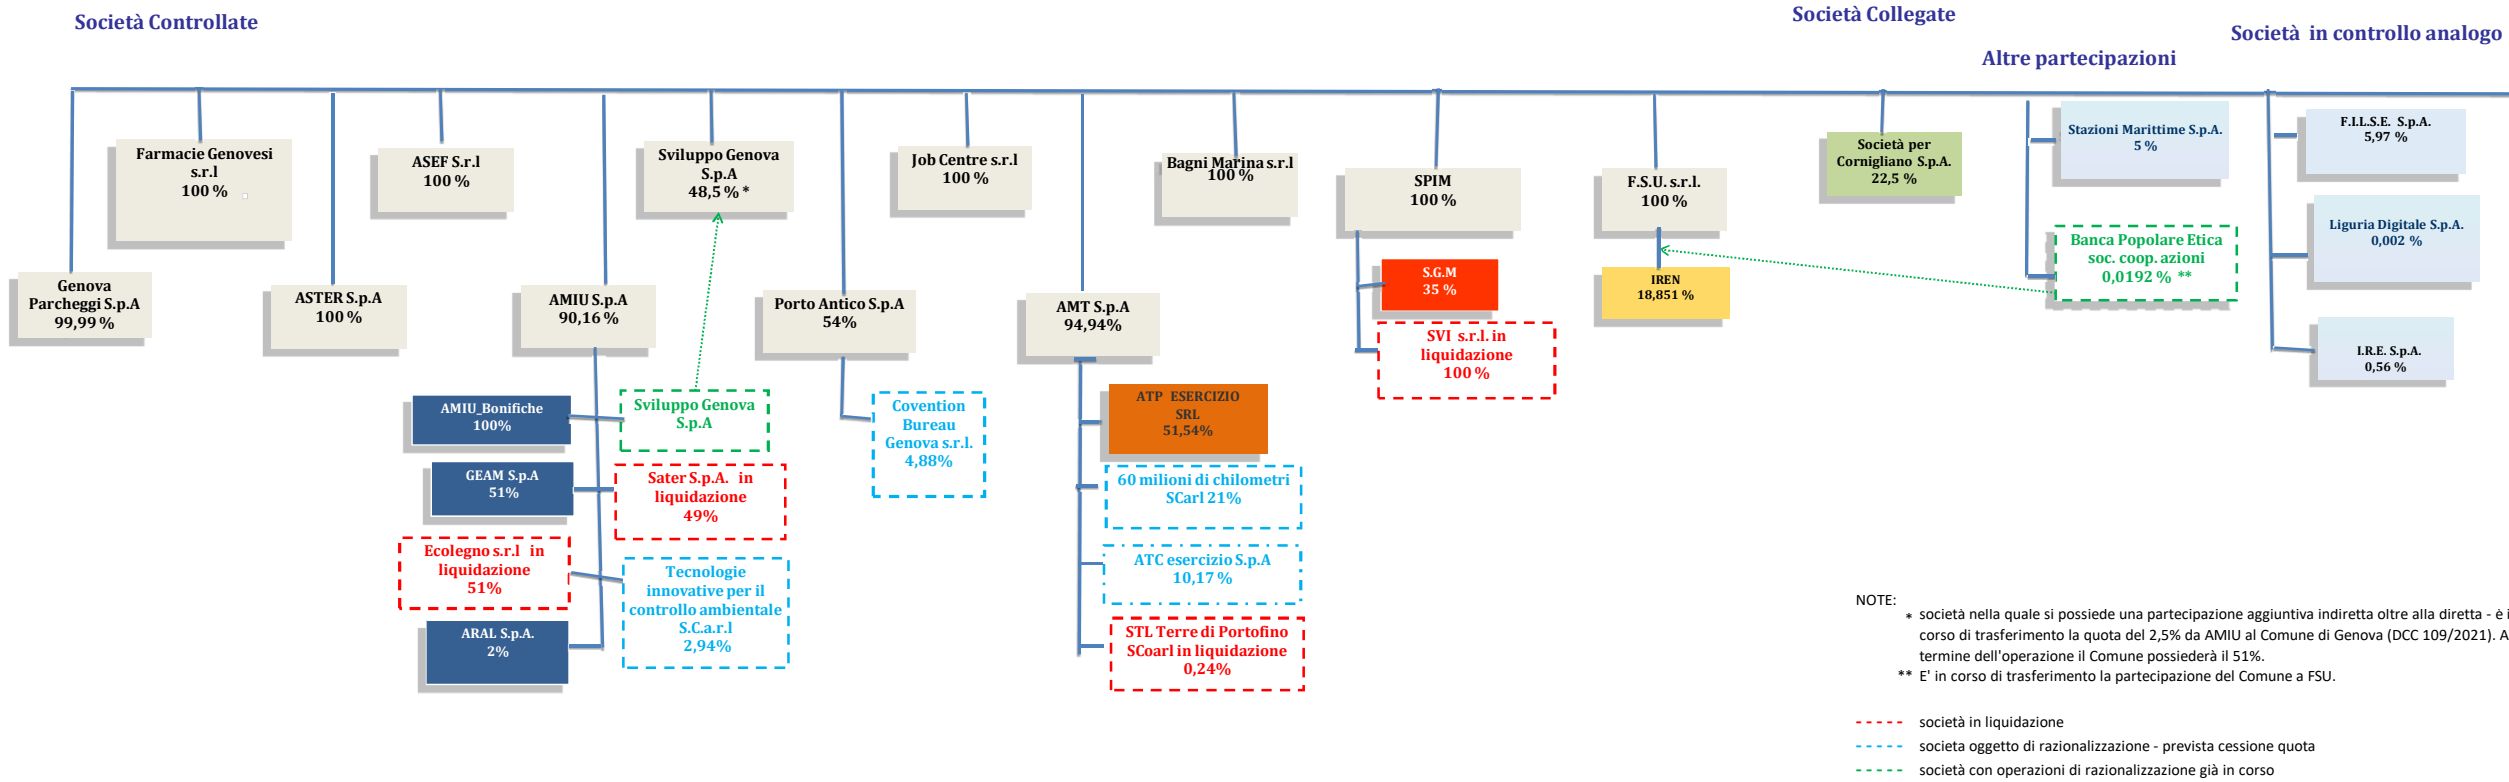 Società Controllate
Società Collegate
Altre partecipazioni
Società in controllo analogo
Farmacie Genovesi
s.r.l
100 %
ASEF S.r.l
100 %
Sviluppo Genova
S.p.A
48,5 % *
Job Centre s.r.l
100 %
Bagni Marina s.r.l
100 %
SPIM
100 %
F.S.U. s.r.l.
100 %
Società per
Cornigliano S.p.A.
22,5 %
Stazioni Marittime S.p.A.
5 %
F.I.L.S.E. S.p.A.
5,97 %
Liguria Digitale S.p.A.
0,002 %
Banca Popolare Etica
soc. coop. azioni
0,0192 % **
I.R.E. S.p.A.
0,56 %
Genova
Parcheggi S.p.A
99,99 %
ASTER S.p.A
100 %
AMIU S.p.A
90,16 %
Porto Antico S.p.A
54%
AMT S.p.A
94,94%
S.G.M
35 %
SVI s.r.l. in
liquidazione
100 %
IREN
18,851 %
AMIU_Bonifiche
100%
Sviluppo Genova
S.p.A
GEAM S.p.A
51%
Sater S.p.A. in
liquidazione
49%
Ecolegno s.r.l in
liquidazione
51%
Tecnologie
innovative per il
controllo ambientale
S.C.a.r.l
2,94%
ARAL S.p.A.
2%
Covention
Bureau
Genova s.r.l.
4,88%
ATP ESERCIZIO
SRL
51,54%
60 milioni di chilometri
SCarl 21%
ATC esercizio S.p.A
10,17 %
STL Terre di Portofino
SCoarl in liquidazione
0,24%
NOTE:
* società nella quale si possiede una partecipazione aggiuntiva indiretta oltre alla diretta - è i
corso di trasferimento la quota del 2,5% da AMIU al Comune di Genova (DCC 109/2021). A
termine dell'operazione il Comune possiederà il 51%.
** E' in corso di trasferimento la partecipazione del Comune a FSU.
società in liquidazione
societa oggetto di razionalizzazione - prevista cessione quota
società con operazioni di razionalizzazione già in corso